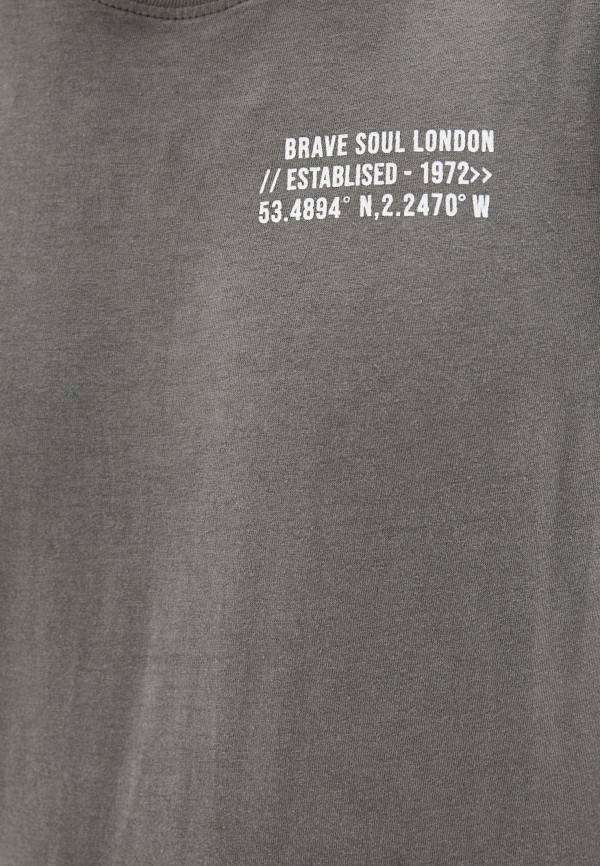 BRAVE SOUL LONDON
// ESTABLISED - 1972>>
53.4894° N,2.2470° W